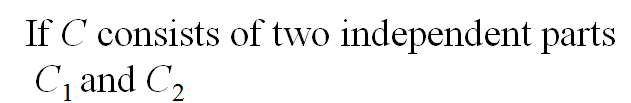 If C consists of two independent parts
C₁ and C₂